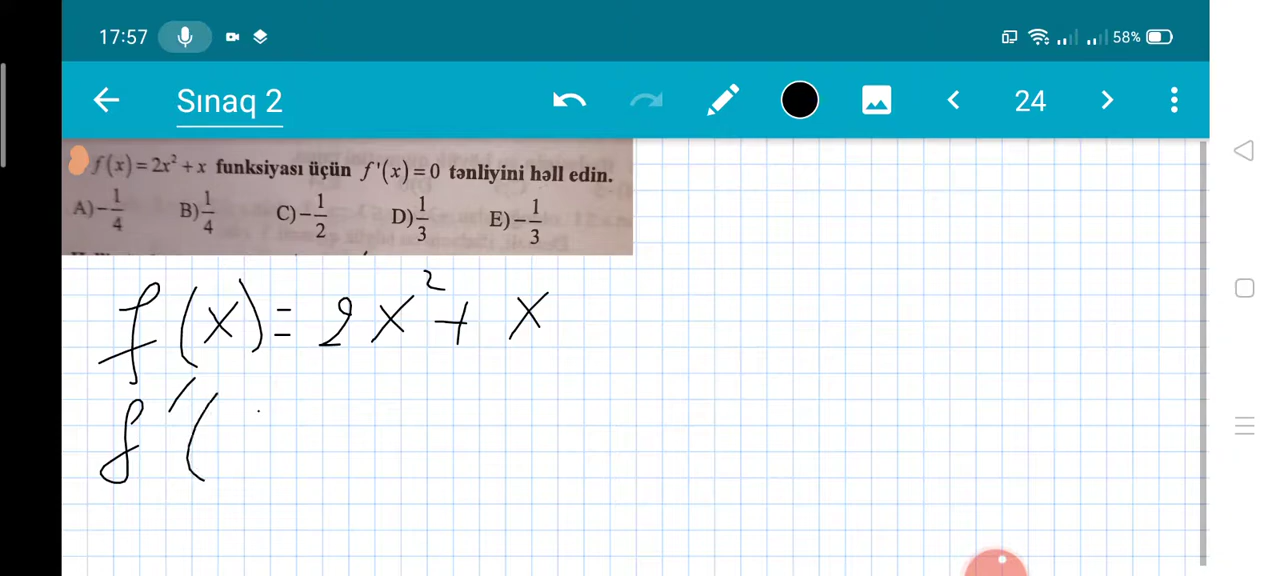 17:57
58%
Sınaq 2
24
f(x) = 2x² + x funksiyası üçün f'(x) = 0 tənliyini həll edin.
A) -1/4 B) 1/4 C) -1/2 D) 1/3 E) -1/3
f(x) = 2x² + x
f'(